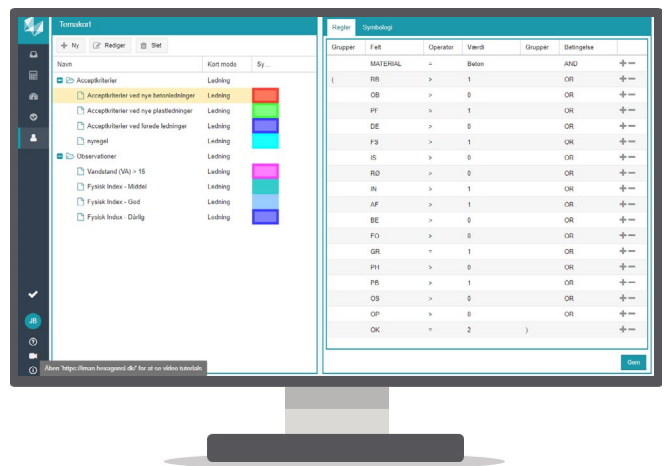 Temakort
Ny Rediger Slet
Navn Kort mode Sy...
Acceptkriterier Ledning
Acceptkriterier ved nye betonledninger Ledning
Acceptkriterier ved nye plastledninger Ledning
Acceptkriterier ved forede ledninger Ledning
nyregel Ledning
Observationer Ledning
Vandstand (VA) > 15 Ledning
Fysisk Index - Middel Ledning
Fysisk Index - God Ledning
Fysisk Index - Dårlig Ledning
JB
Åben 'https://iman.hexagonsi.dk/' for at se video tutorials
Regler Symbologi
Grupper Felt Operator Værdi Grupper Betingelse
MATERIAL = Beton AND
( RB > 1 OR
OB > 0 OR
PF > 1 OR
DE > 0 OR
FS > 1 OR
IS > 0 OR
RØ > 0 OR
IN > 1 OR
AF > 1 OR
BE > 0 OR
FO > 0 OR
GR = 1 OR
PH > 0 OR
PB > 1 OR
OS > 0 OR
OP > 0 OR
OK = 2 )
Gem